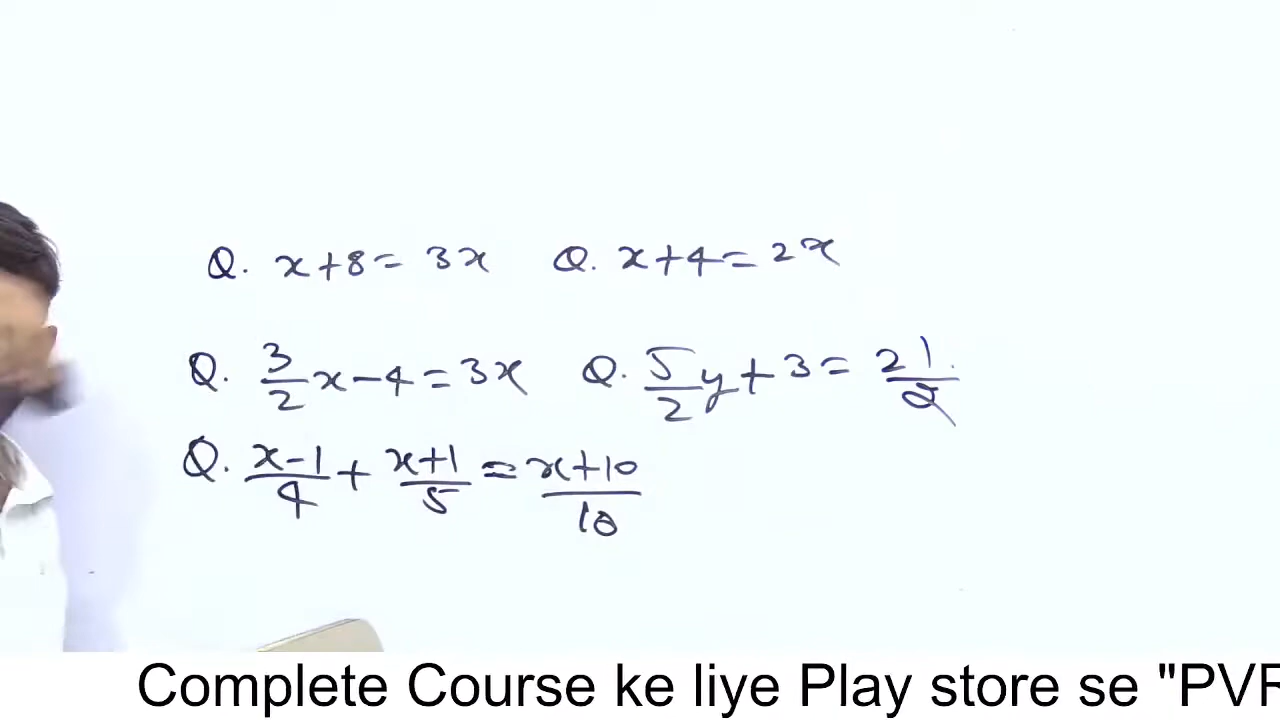 Q. x+8= 3x Q. x+4=2x
Q. 3/2 x-4=3x Q. 5/2 y+3= 21/2
Q. x-1/4 + x+1/5 = x+10/10
Complete Course ke liye Play store se "PVR